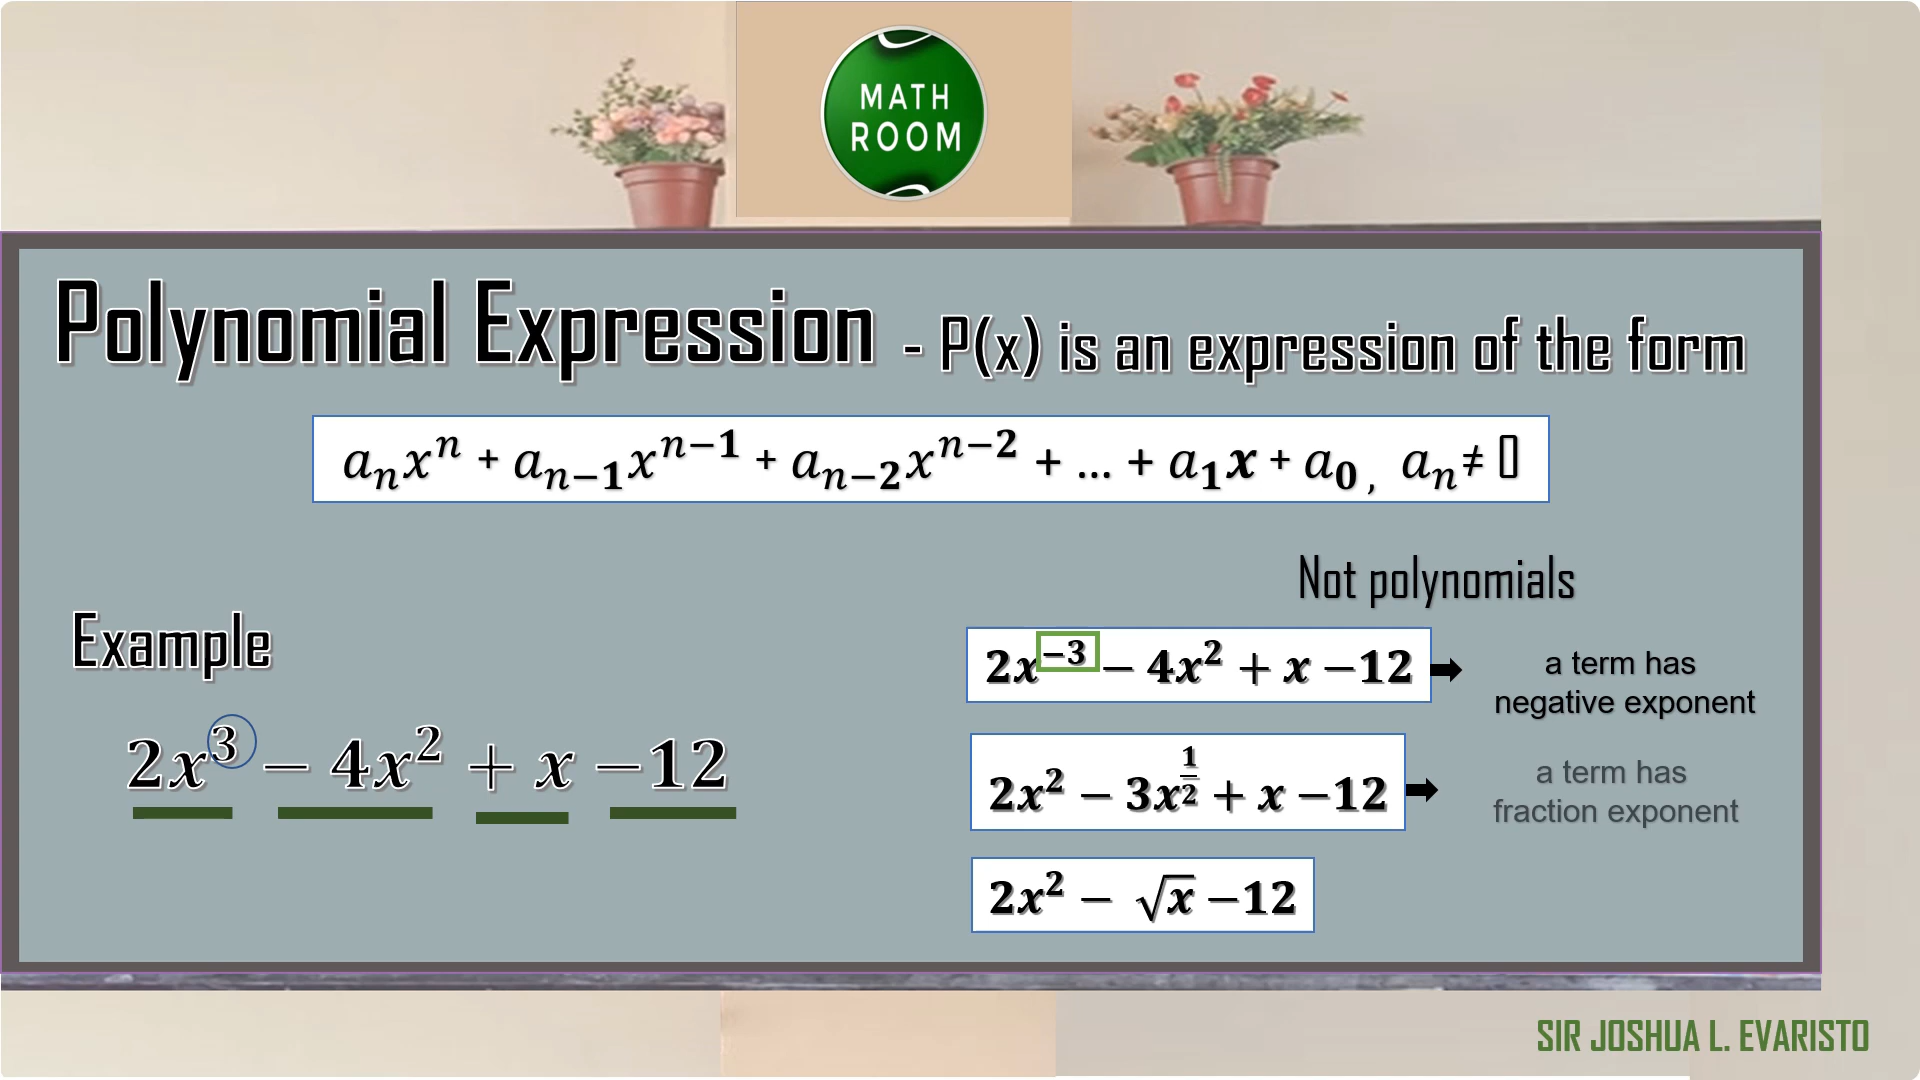 MATH
ROOM
Polynomial Expression - P(x) is an expression of the form
aₙxⁿ + aₙ₋₁xⁿ⁻¹ + aₙ₋₂xⁿ⁻² + ... + a₁x + a₀ , aₙ ≠ ▯
Not polynomials
Example
2x³ − 4x² + x −12
2x⁻³ − 4x² + x −12
a term has
negative exponent
2x² − 3x^(1/2) + x −12
a term has
fraction exponent
2x² − √x −12
SIR JOSHUA L. EVARISTO